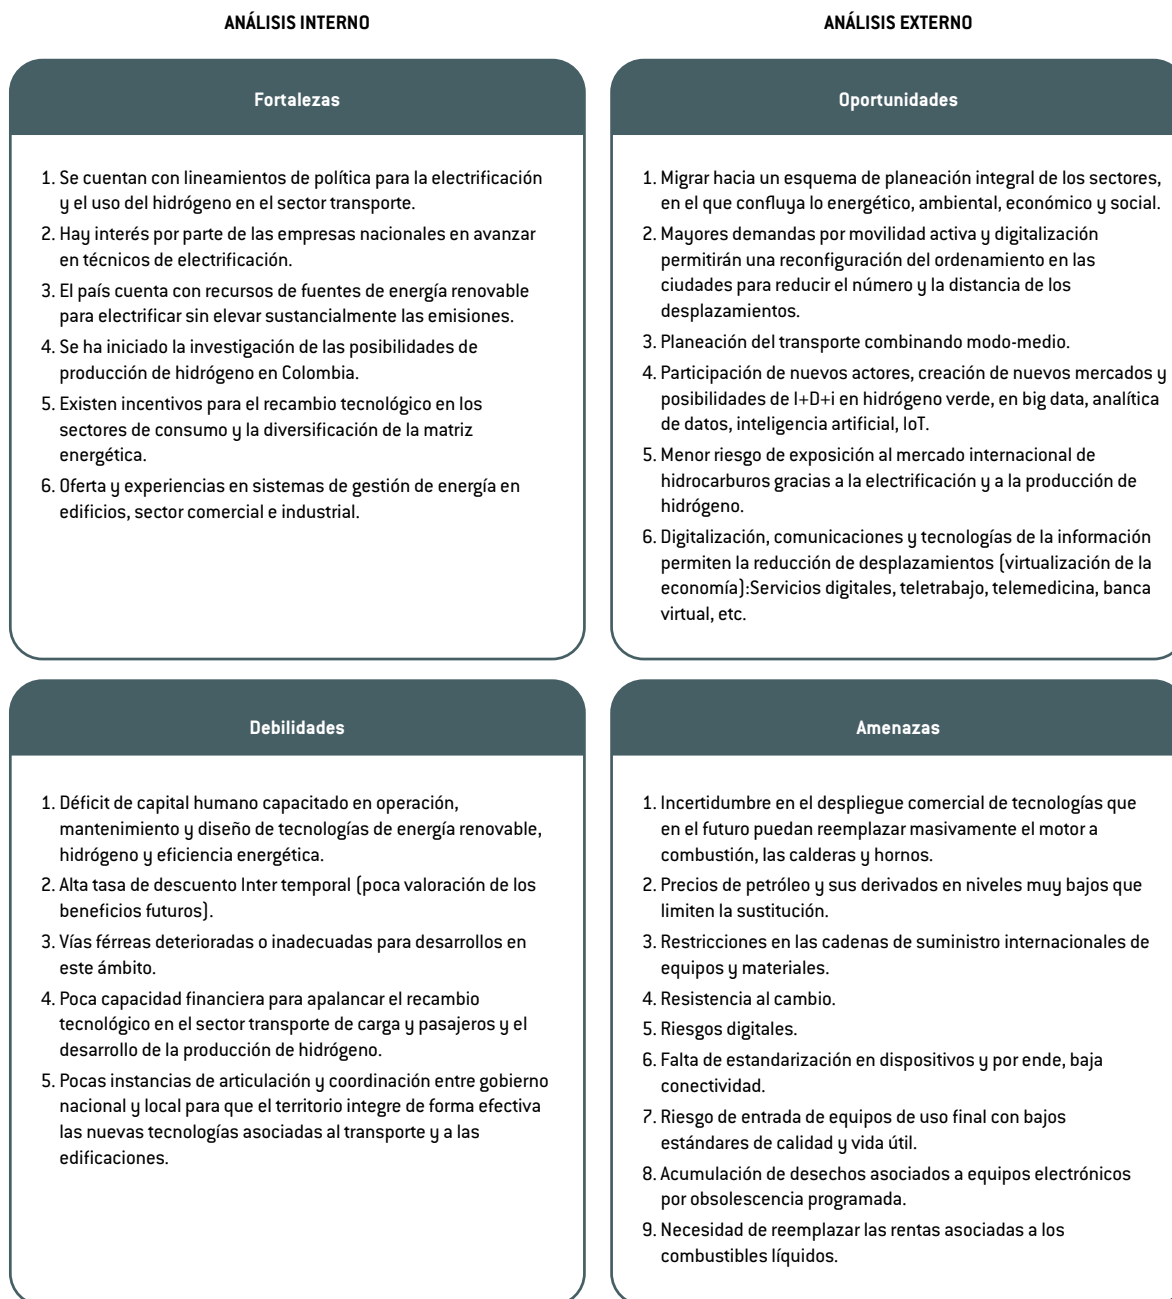 ANÁLISIS INTERNO
ANÁLISIS EXTERNO
Fortalezas
1. Se cuentan con lineamientos de política para la electrificación
y el uso del hidrógeno en el sector transporte.
2. Hay interés por parte de las empresas nacionales en avanzar
en técnicos de electrificación.
3. El país cuenta con recursos de fuentes de energía renovable
para electrificar sin elevar sustancialmente las emisiones.
4. Se ha iniciado la investigación de las posibilidades de
producción de hidrógeno en Colombia.
5. Existen incentivos para el recambio tecnológico en los
sectores de consumo y la diversificación de la matriz
energética.
6. Oferta y experiencias en sistemas de gestión de energía en
edificios, sector comercial e industrial.
Oportunidades
1. Migrar hacia un esquema de planeación integral de los sectores,
en el que confluya lo energético, ambiental, económico y social.
2. Mayores demandas por movilidad activa y digitalización
permitirán una reconfiguración del ordenamiento en las
ciudades para reducir el número y la distancia de los
desplazamientos.
3. Planeación del transporte combinando modo-medio.
4. Participación de nuevos actores, creación de nuevos mercados y
posibilidades de I+D+i en hidrógeno verde, en big data, analítica
de datos, inteligencia artificial, IoT.
5. Menor riesgo de exposición al mercado internacional de
hidrocarburos gracias a la electrificación y a la producción de
hidrógeno.
6. Digitalización, comunicaciones y tecnologías de la información
permiten la reducción de desplazamientos (virtualización de la
economía):Servicios digitales, teletrabajo, telemedicina, banca
virtual, etc.
Debilidades
1. Déficit de capital humano capacitado en operación,
mantenimiento y diseño de tecnologías de energía renovable,
hidrógeno y eficiencia energética.
2. Alta tasa de descuento Inter temporal (poca valoración de los
beneficios futuros).
3. Vías férreas deterioradas o inadecuadas para desarrollos en
este ámbito.
4. Poca capacidad financiera para apalancar el recambio
tecnológico en el sector transporte de carga y pasajeros y el
desarrollo de la producción de hidrógeno.
5. Pocas instancias de articulación y coordinación entre gobierno
nacional y local para que el territorio integre de forma efectiva
las nuevas tecnologías asociadas al transporte y a las
edificaciones.
Amenazas
1. Incertidumbre en el despliegue comercial de tecnologías que
en el futuro puedan reemplazar masivamente el motor a
combustión, las calderas y hornos.
2. Precios de petróleo y sus derivados en niveles muy bajos que
limiten la sustitución.
3. Restricciones en las cadenas de suministro internacionales de
equipos y materiales.
4. Resistencia al cambio.
5. Riesgos digitales.
6. Falta de estandarización en dispositivos y por ende, baja
conectividad.
7. Riesgo de entrada de equipos de uso final con bajos
estándares de calidad y vida útil.
8. Acumulación de desechos asociados a equipos electrónicos
por obsolescencia programada.
9. Necesidad de reemplazar las rentas asociadas a los
combustibles líquidos.